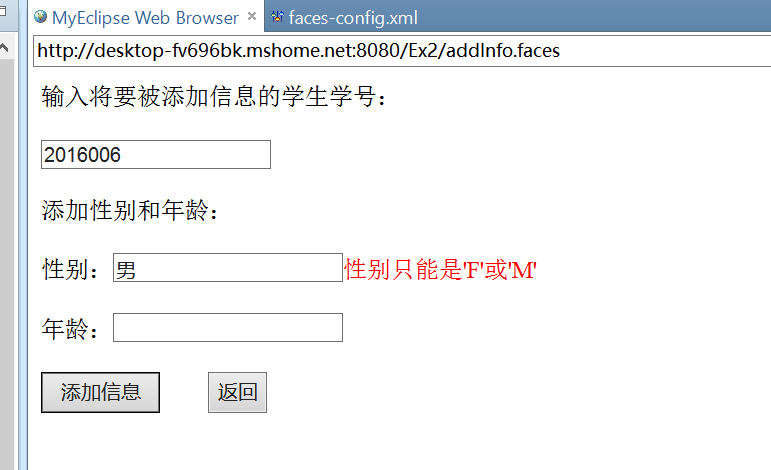 MyEclipse Web Browser faces-config.xml
http://desktop-fv696bk.mshome.net:8080/Ex2/addInfo.faces
输入将要被添加信息的学生学号：
2016006
添加性别和年龄：
性别：男 性别只能是'F'或'M'
年龄：
添加信息 返回